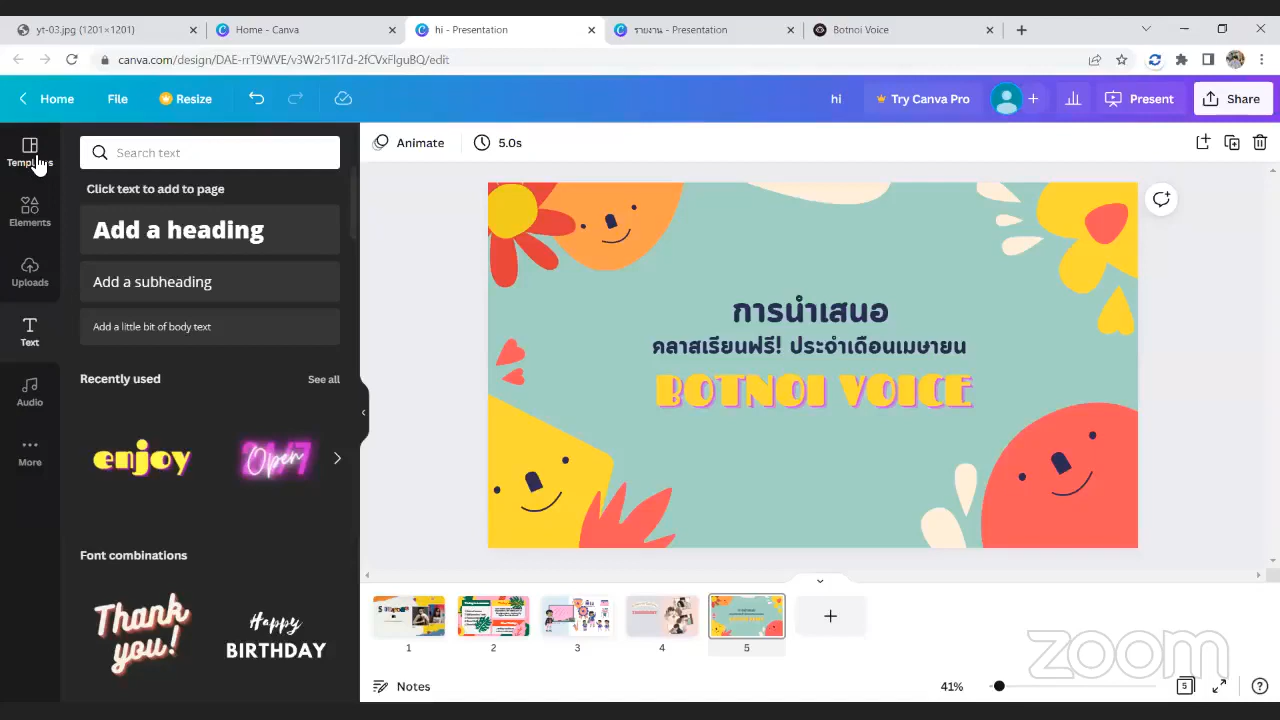 yt-03.jpg (1201×1201)
Home - Canva
hi - Presentation
รายงาน - Presentation
Botnoi Voice
canva.com/design/DAE-rrT9WVE/v3W2r51I7d-2fCVxFlguBQ/edit
Home
File
Resize
hi
Try Canva Pro
Present
Share
Search text
Animate
5.0s
Elements
Uploads
Text
Audio
More
Click text to add to page
Add a heading
Add a subheading
Add a little bit of body text
Recently used
See all
enjoy
Open
Font combinations
Thank you!
Happy
BIRTHDAY
การนำเสนอ
คลาสเรียนฟรี! ประจำเดือนเมษายน
BOTNOI VOICE
1
2
3
4
5
Notes
41%
5
zoom